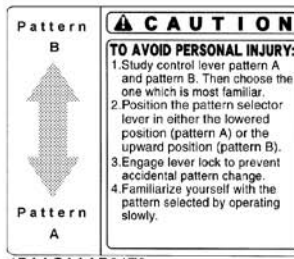 Pattern
B
Pattern
A
⚠ CAUTION
TO AVOID PERSONAL INJURY:
1.Study control lever pattern A
and pattern B. Then choose the
one which is most familiar.
2.Position the pattern selector
lever in either the lowered
position (pattern A) or the
upward position (pattern B).
3.Engage lever lock to prevent
accidental pattern change.
4.Familiarize yourself with the
pattern selected by operating
slowly.